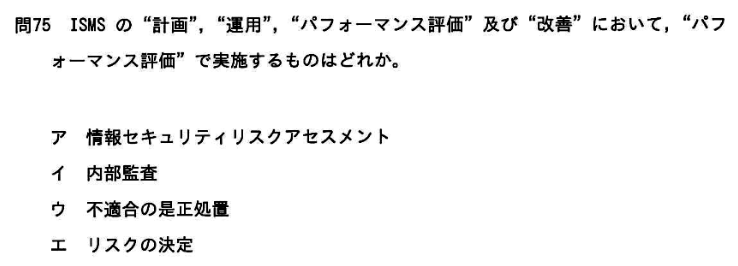 問75 ISMS の“計画”，“運用”，“パフォーマンス評価”及び“改善”において，“パフ
ォーマンス評価”で実施するものはどれか。
ア 情報セキュリティリスクアセスメント
イ 内部監査
ウ 不適合の是正処置
エ リスクの決定